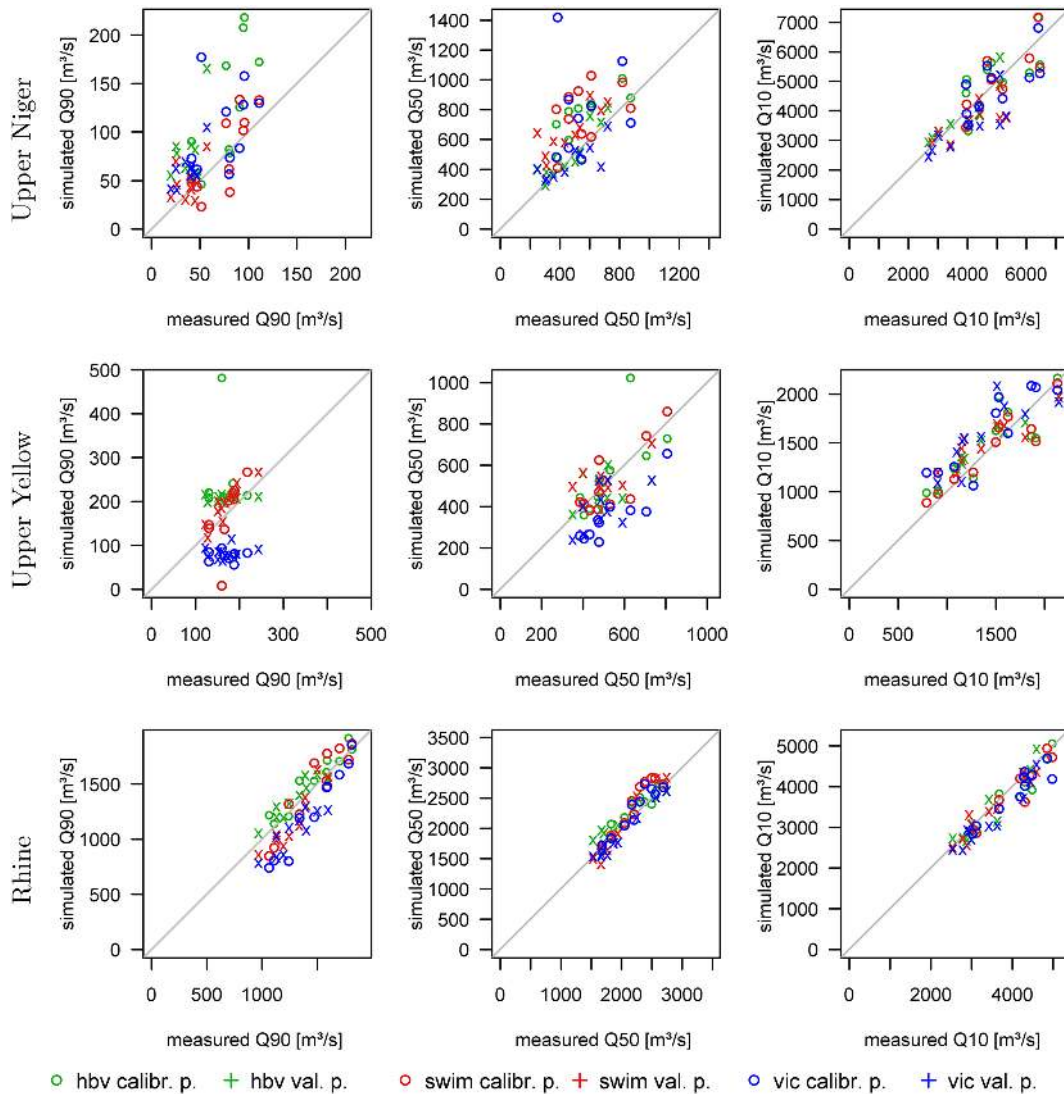 Upper Niger
simulated Q90 [m³/s]
200
150
100
50
0
0 50 100 150 200
measured Q90 [m³/s]
simulated Q50 [m³/s]
1400
1200
1000
800
600
400
200
0
0 400 800 1200
measured Q50 [m³/s]
simulated Q10 [m³/s]
7000
6000
5000
4000
3000
2000
1000
0
0 2000 4000 6000
measured Q10 [m³/s]
Upper Yellow
simulated Q90 [m³/s]
500
400
300
200
100
0
0 100 300 500
measured Q90 [m³/s]
simulated Q50 [m³/s]
1000
800
600
400
200
0
0 200 600 1000
measured Q50 [m³/s]
simulated Q10 [m³/s]
2000
1500
1000
500
0
0 500 1500
measured Q10 [m³/s]
Rhine
simulated Q90 [m³/s]
1500
1000
500
0
0 500 1000
measured Q90 [m³/s]
simulated Q50 [m³/s]
3500
3000
2500
2000
1500
1000
500
0
0 1000 2000 3000
measured Q50 [m³/s]
simulated Q10 [m³/s]
5000
4000
3000
2000
1000
0
0 2000 4000
measured Q10 [m³/s]
hbv calibr. p. hbv val. p. swim calibr. p. swim val. p. vic calibr. p. vic val. p.